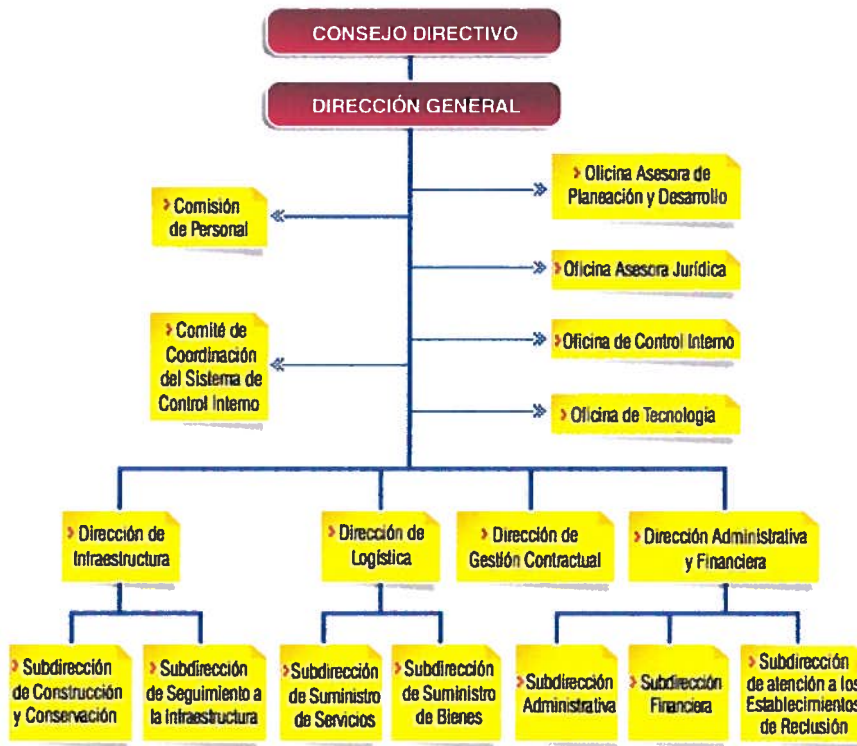 CONSEJO DIRECTIVO
DIRECCIÓN GENERAL
Oficina Asesora de
Planeación y Desarrollo
Comisión
de Personal
Oficina Asesora Jurídica
Comité de
Coordinación
del Sistema de
Control Interno
Oficina de Control Interno
Oficina de Tecnología
Dirección de
Infraestructura
Dirección de
Logística
Dirección de
Gestión Contractual
Dirección Administrativa
y Financiera
Subdirección
de Construcción
y Conservación
Subdirección
de Seguimiento a
la Infraestructura
Subdirección
de Suministro
de Servicios
Subdirección
de Suministro
de Bienes
Subdirección
Administrativa
Subdirección
Financiera
Subdirección
de atención a los
Establecimientos
de Reclusión